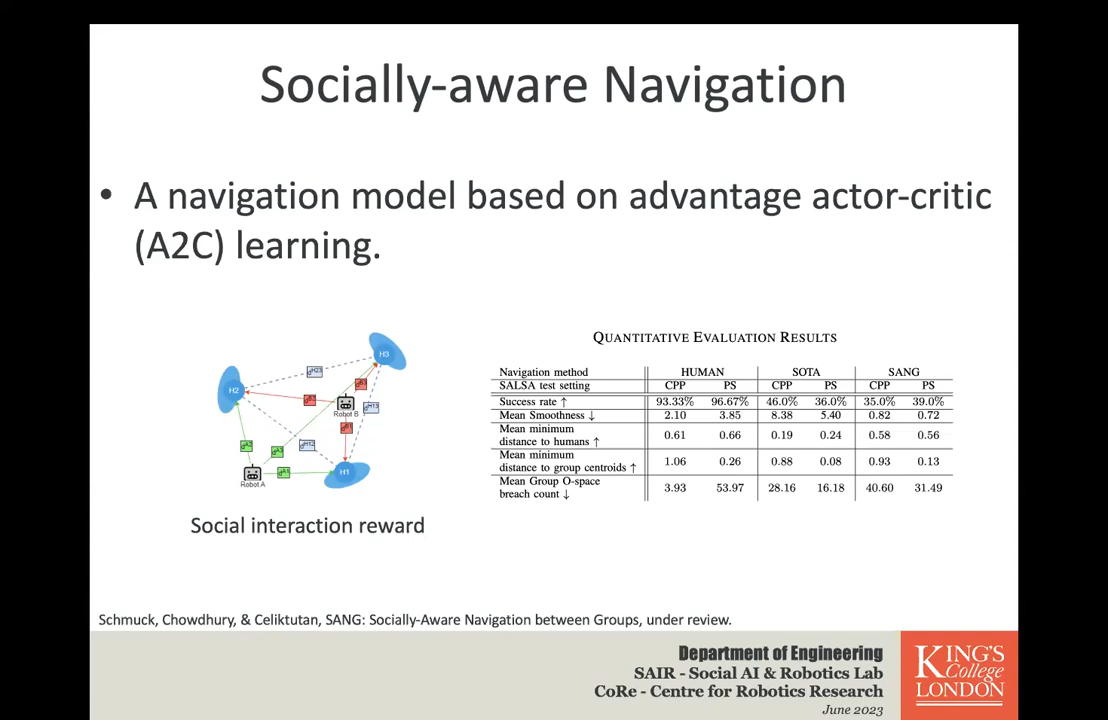 Socially-aware Navigation
• A navigation model based on advantage actor-critic
(A2C) learning.
H3
H2
dH23
Robot B
dH13
dH12
H1
Robot A
Social interaction reward
QUANTITATIVE EVALUATION RESULTS
Navigation method HUMAN SOTA SANG
SALSA test setting CPP PS CPP PS CPP PS
Success rate ↑ 93.33% 96.67% 46.0% 36.0% 35.0% 39.0%
Mean Smoothness ↓ 2.10 3.85 8.38 5.40 0.82 0.72
Mean minimum
distance to humans ↑ 0.61 0.66 0.19 0.24 0.58 0.56
Mean minimum
distance to group centroids ↑ 1.06 0.26 0.88 0.08 0.93 0.13
Mean Group O-space
breach count ↓ 3.93 53.97 28.16 16.18 40.60 31.49
Schmuck, Chowdhury, & Celiktutan, SANG: Socially-Aware Navigation between Groups, under review.
Department of Engineering
SAIR - Social AI & Robotics Lab
CoRe - Centre for Robotics Research
June 2023
KING'S
College
LONDON